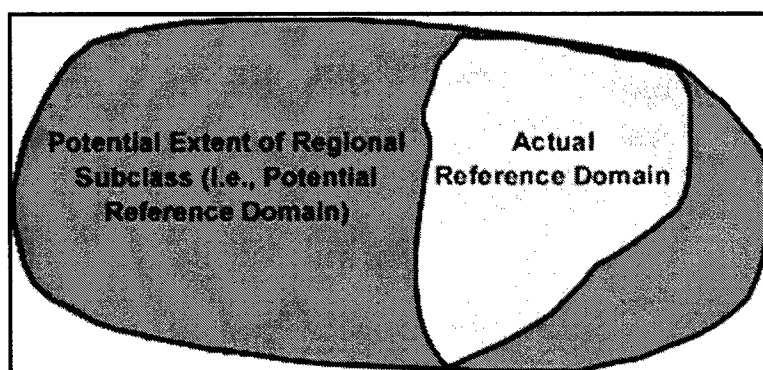 Potential Extent of Regional
Subclass (i.e., Potential
Reference Domain)
Actual
Reference Domain